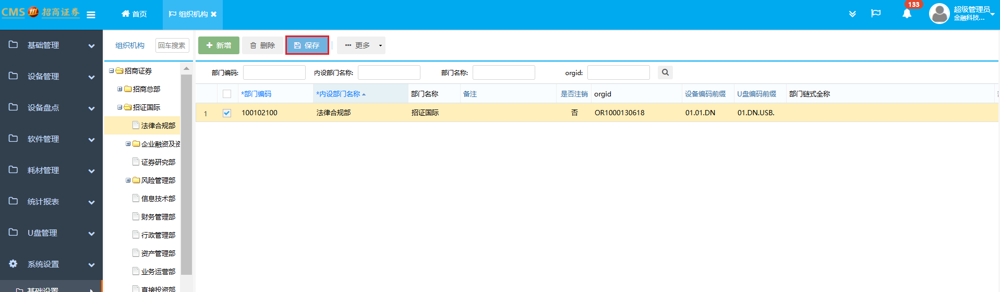 CMS 招商证券 首页 组织机构 133 超级管理员
金融科技...
基础管理
设备管理
设备盘点
软件管理
耗材管理
统计报表
U盘管理
系统设置
基础设置
组织机构 回车搜索
招商证券
招商总部
招证国际
法律合规部
企业融资及资
证券研究部
风险管理部
信息技术部
财务管理部
行政管理部
资产管理部
业务运营部
直接投资部
新增 删除 保存 更多
部门编码: 内设部门名称: 部门名称: orgid:
*部门编码 *内设部门名称 部门名称 备注 是否注销 orgid 设备编码前缀 U盘编码前缀 部门链式全称
1 100102100 法律合规部 招证国际 否 OR1000130618 01.01.DN 01.DN.USB.